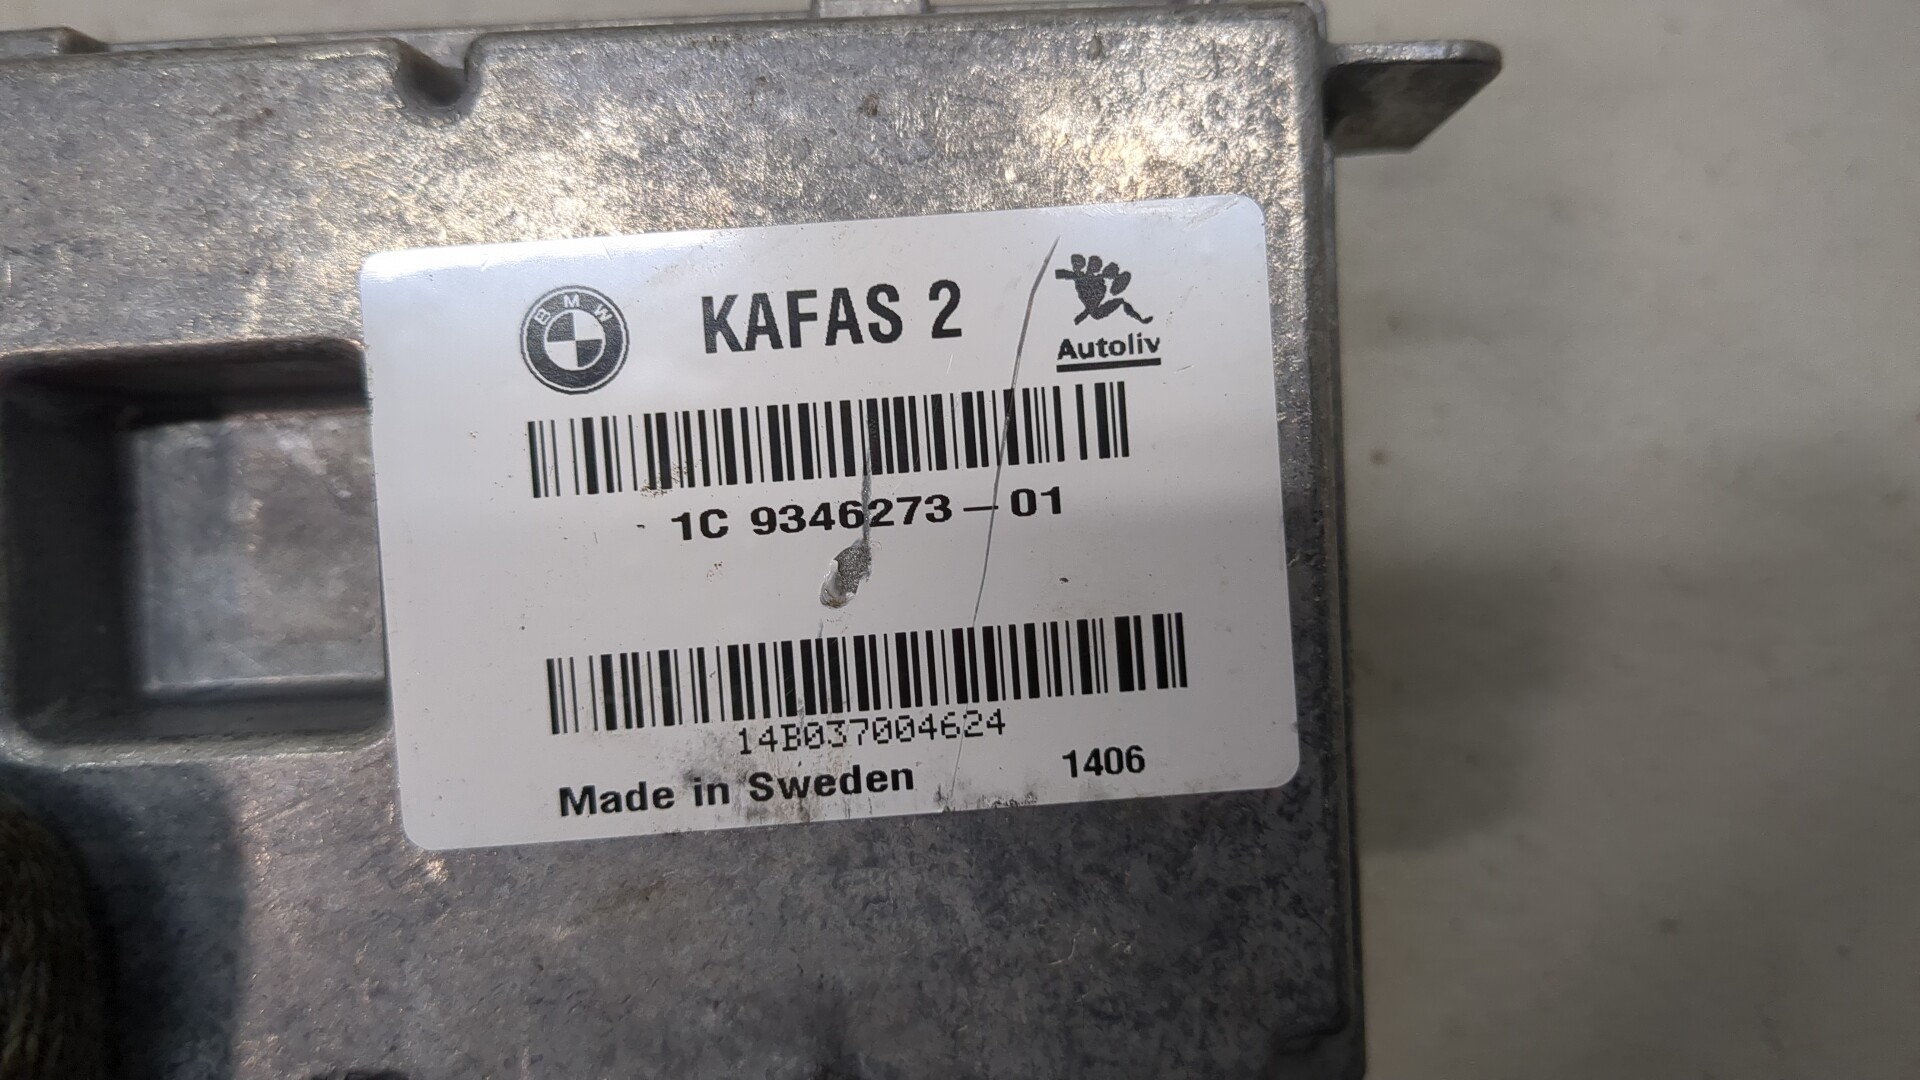 BMW
KAFAS 2
Autoliv
1C 9346273-01
14B037004624
Made in Sweden
1406